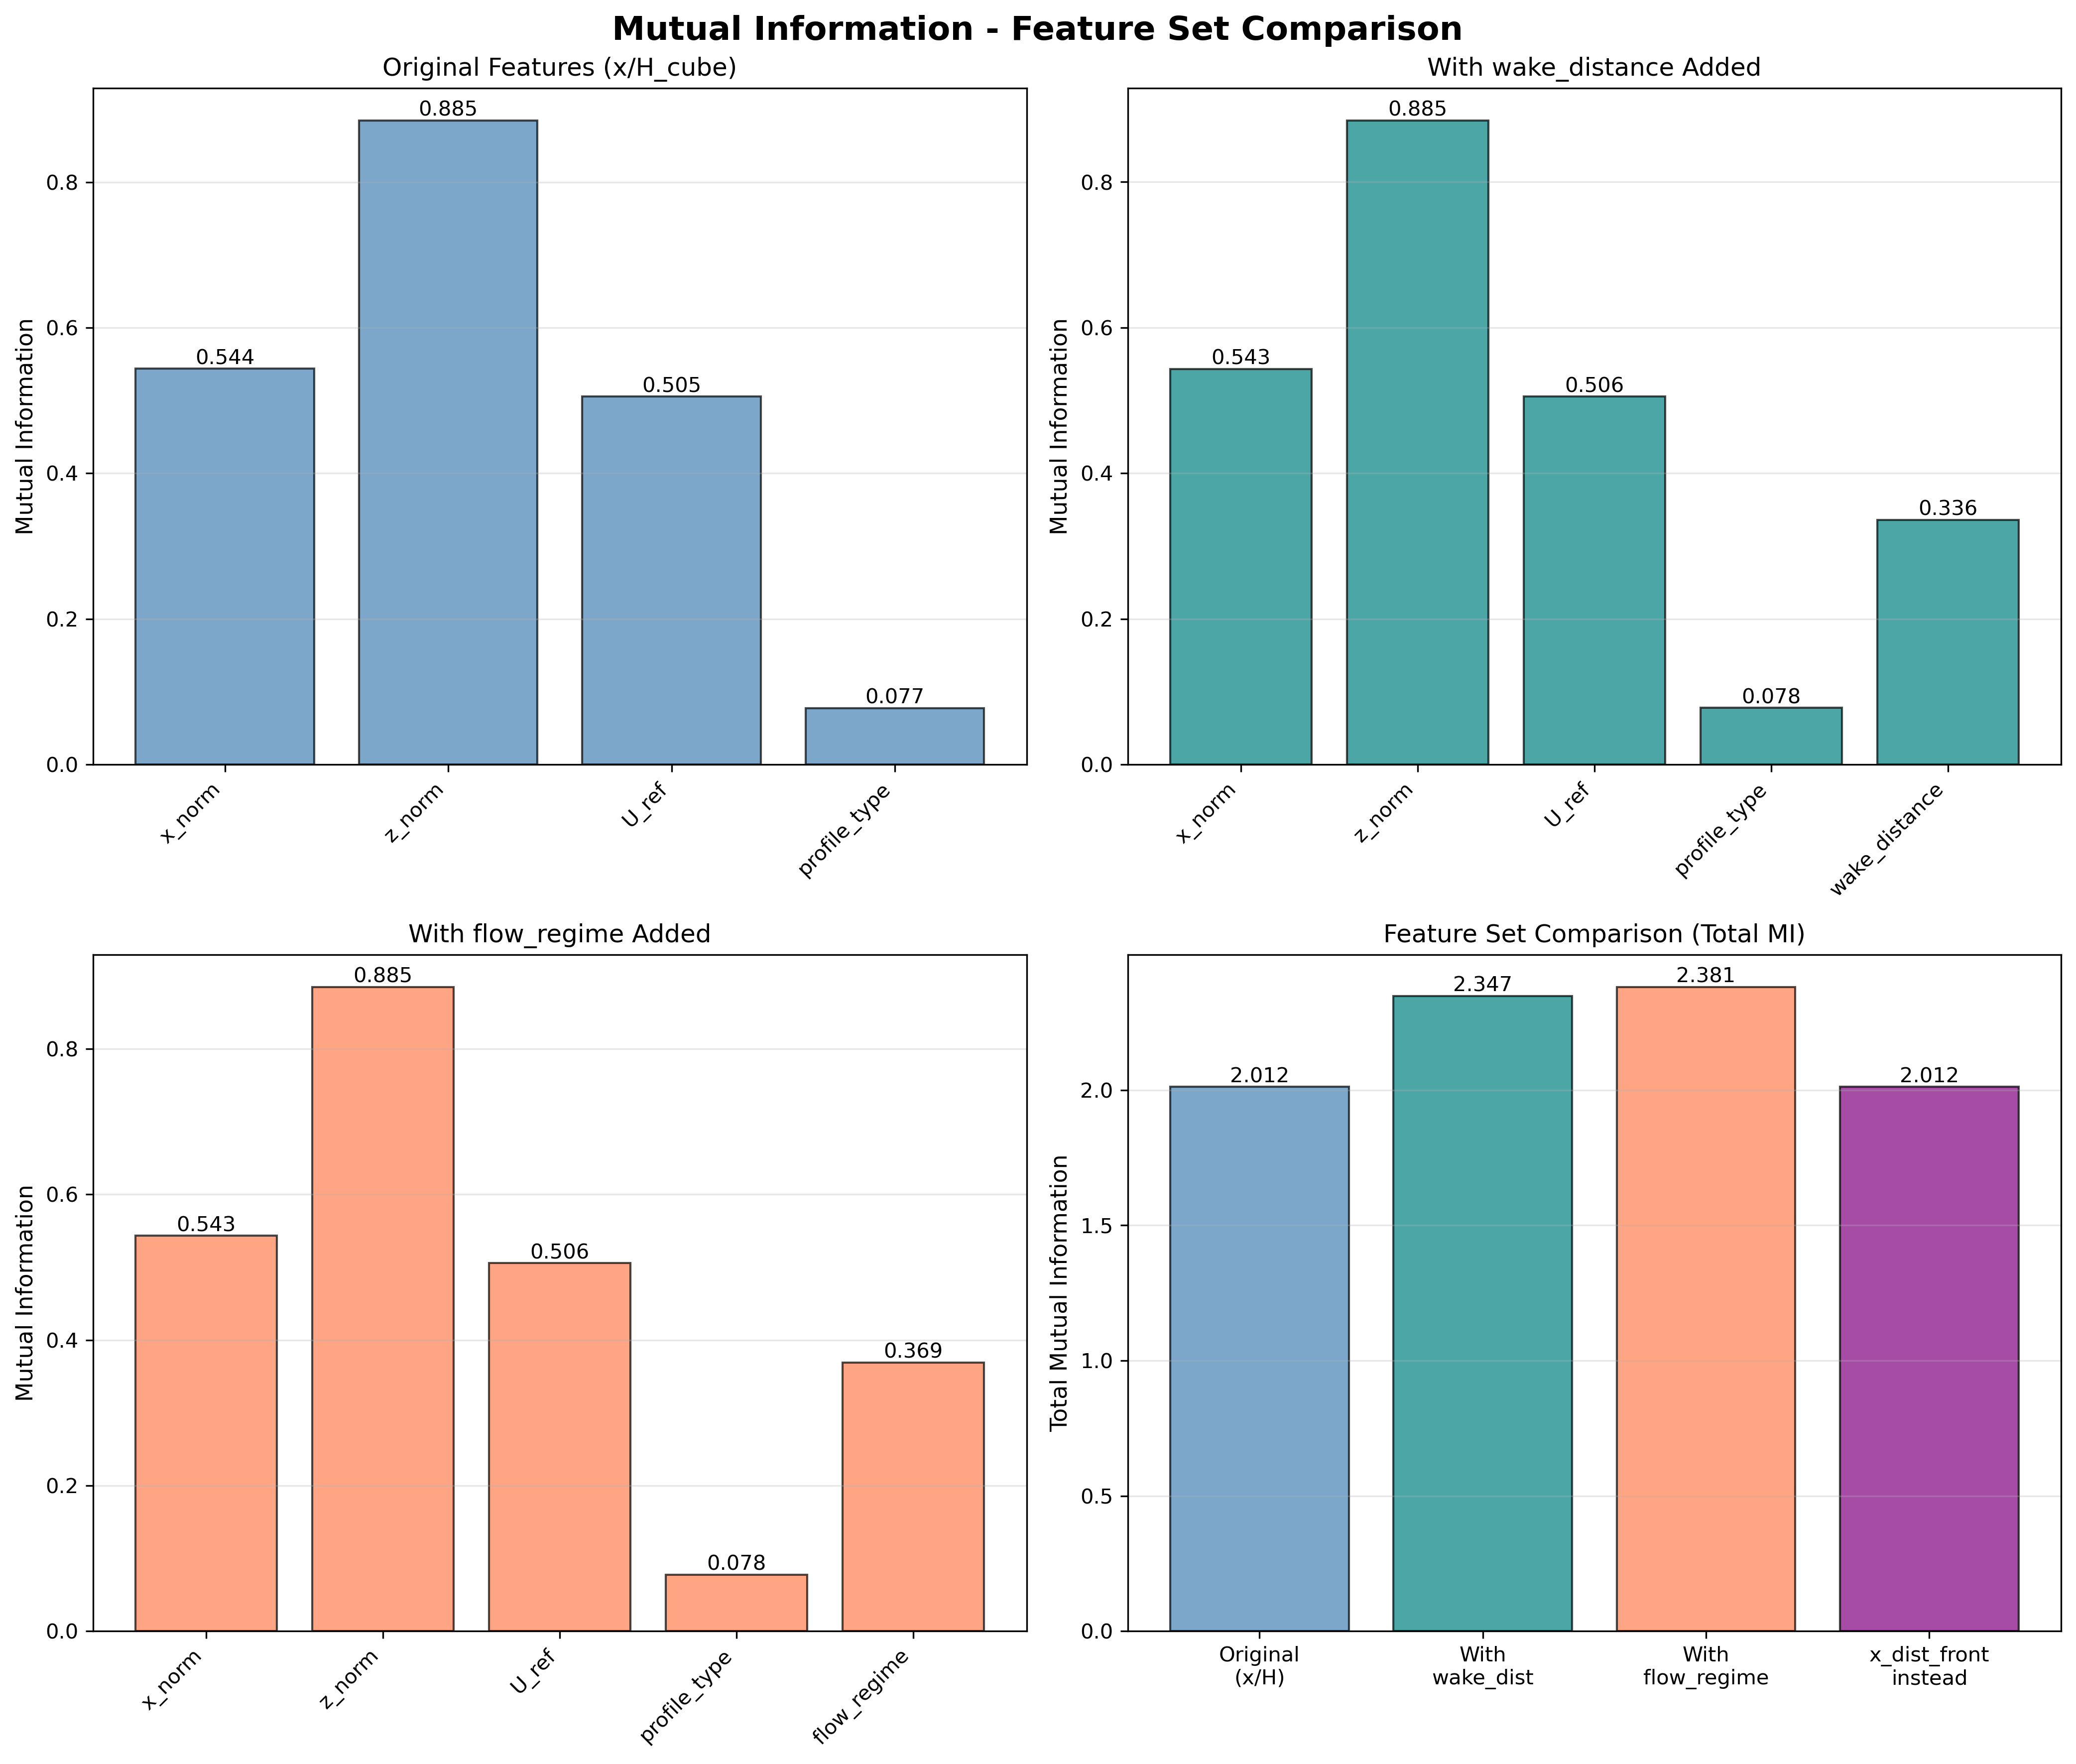 Mutual Information - Feature Set Comparison
Original Features (x/H_cube)
Mutual Information
0.8
0.6
0.4
0.2
0.0
0.544
0.885
0.505
0.077
x_norm
z_norm
U_ref
profile_type
With wake_distance Added
Mutual Information
0.8
0.6
0.4
0.2
0.0
0.543
0.885
0.506
0.078
0.336
x_norm
z_norm
U_ref
profile_type
wake_distance
With flow_regime Added
Mutual Information
0.8
0.6
0.4
0.2
0.0
0.543
0.885
0.506
0.078
0.369
x_norm
z_norm
U_ref
profile_type
flow_regime
Feature Set Comparison (Total MI)
Total Mutual Information
2.0
1.5
1.0
0.5
0.0
2.012
2.347
2.381
2.012
Original
(x/H)
With
wake_dist
With
flow_regime
x_dist_front
instead